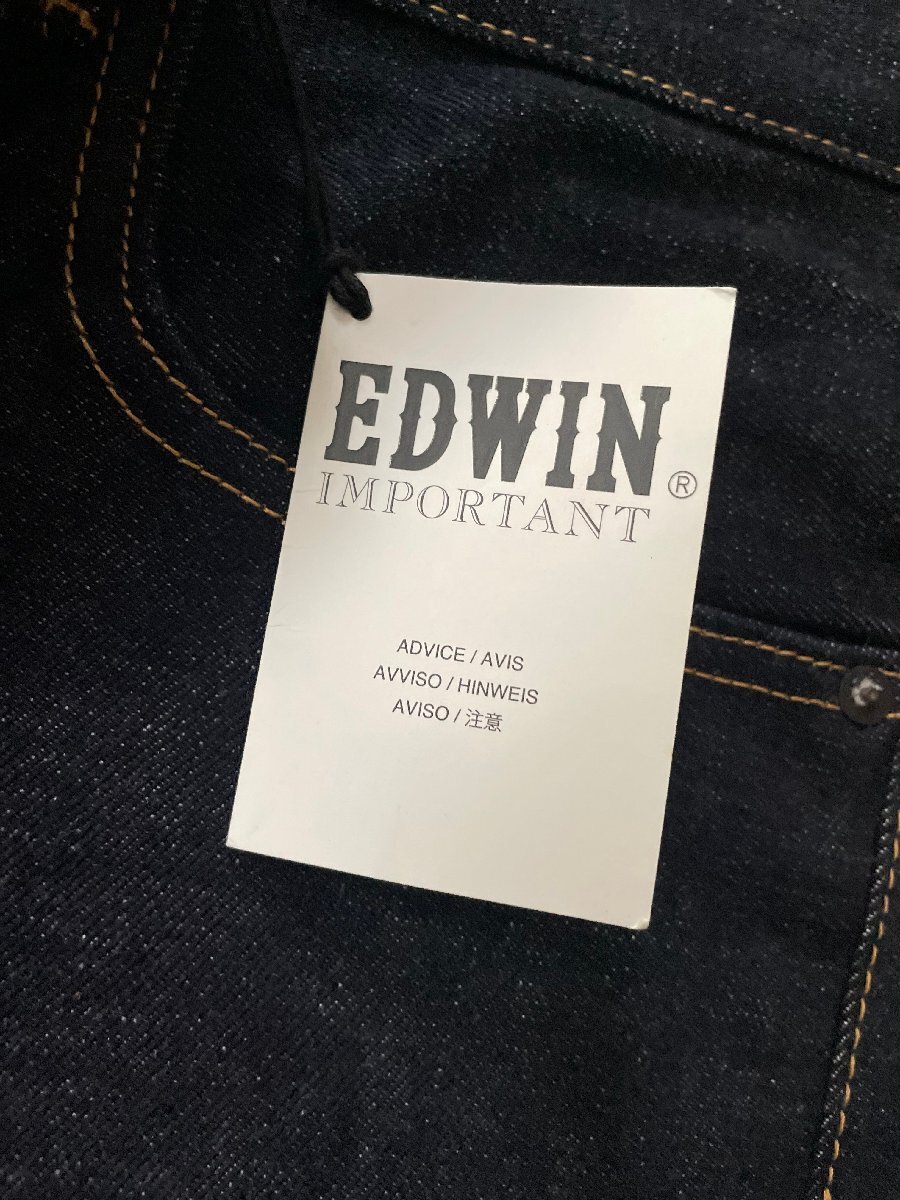 EDWIN®
IMPORTANT
ADVICE / AVIS
AVVISO / HINWEIS
AVISO / 注意